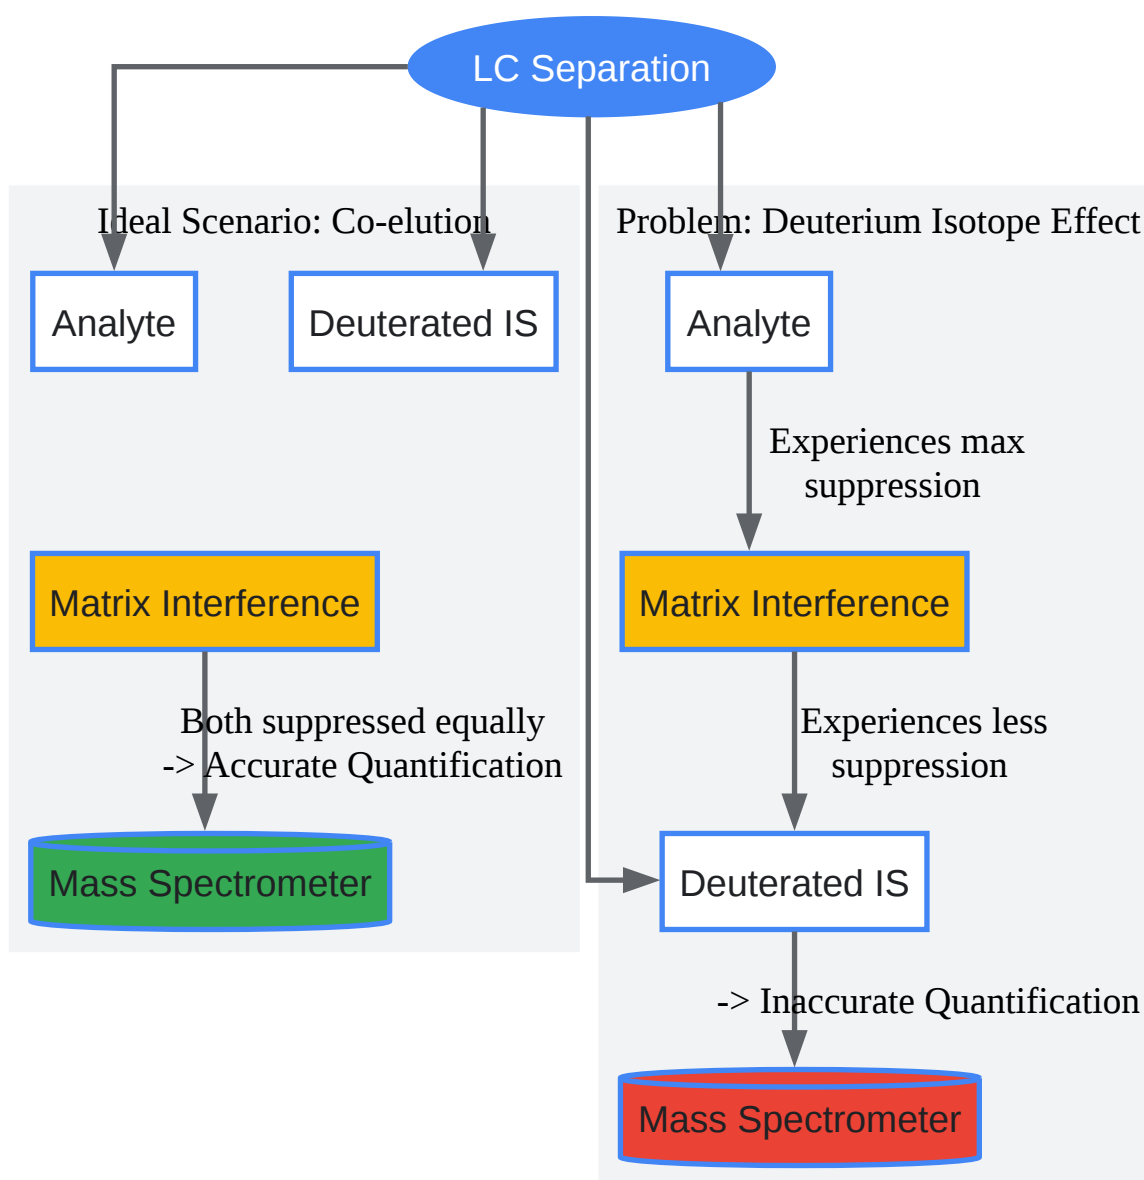 LC Separation
Ideal Scenario: Co-elution
Analyte
Deuterated IS
Matrix Interference
Both suppressed equally
-> Accurate Quantification
Mass Spectrometer
Problem: Deuterium Isotope Effect
Analyte
Experiences max
suppression
Matrix Interference
Experiences less
suppression
Deuterated IS
-> Inaccurate Quantification
Mass Spectrometer